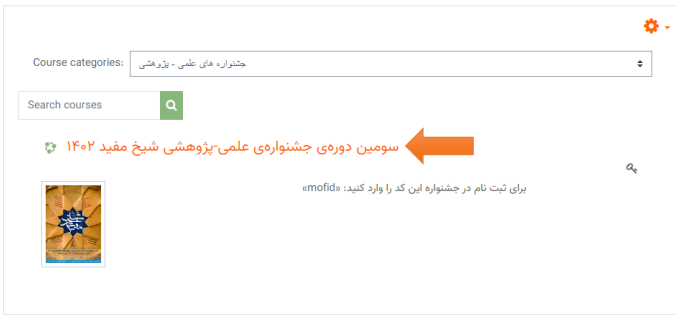 Course categories:
جشنواره های علمی - پژوهشی
Search courses
سومین دوره‌ی جشنواره‌ی علمی-پژوهشی شیخ مفید ۱۴۰۲
برای ثبت نام در جشنواره این کد را وارد کنید: «mofid»